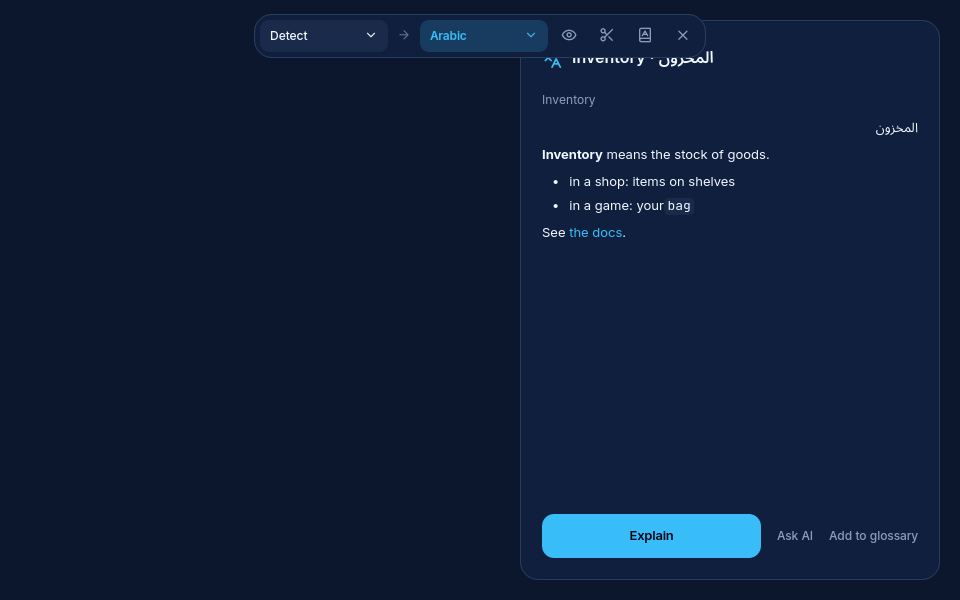 Detect → Arabic
Inventory · المخزون
Inventory
المخزون
Inventory means the stock of goods.
• in a shop: items on shelves
• in a game: your bag
See the docs.
Explain Ask AI Add to glossary